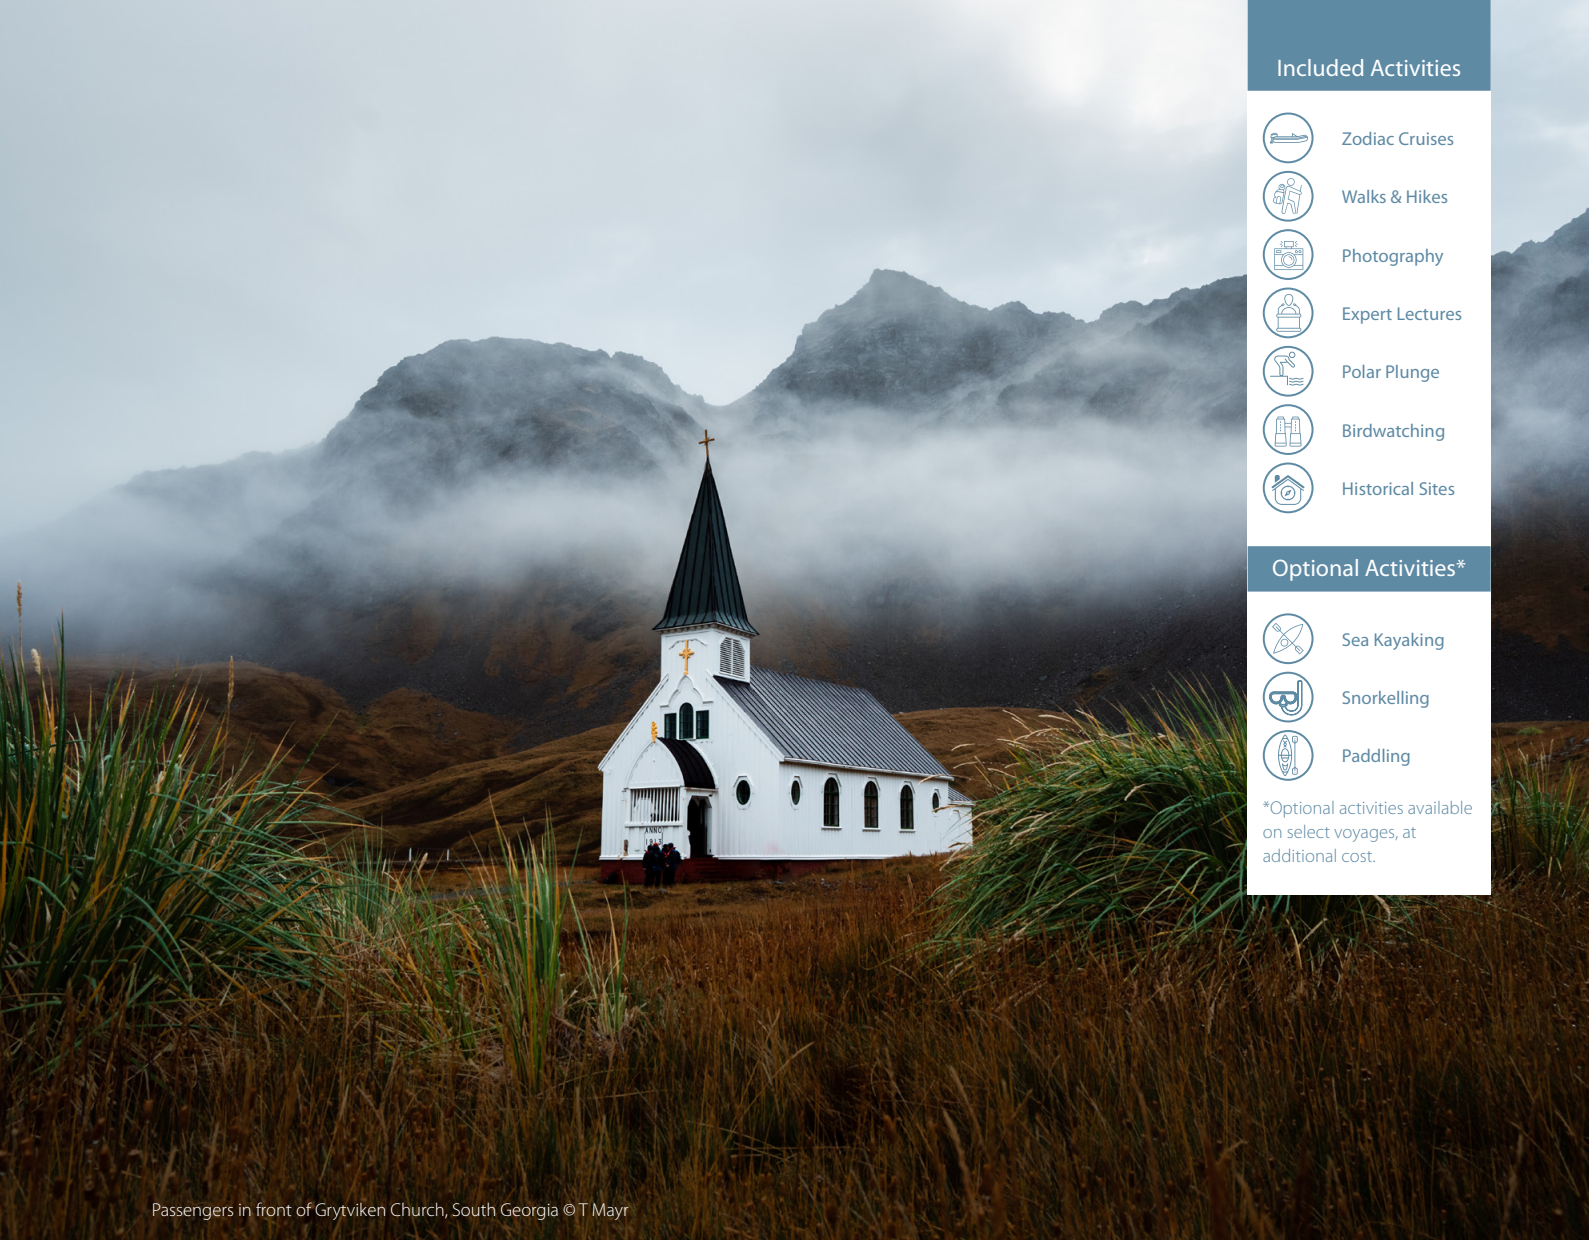 Included Activities
Zodiac Cruises
Walks & Hikes
Photography
Expert Lectures
Polar Plunge
Birdwatching
Historical Sites
Optional Activities*
Sea Kayaking
Snorkelling
Paddling
*Optional activities available
on select voyages, at
additional cost.
ANNO
1913
Passengers in front of Grytviken Church, South Georgia © T Mayr